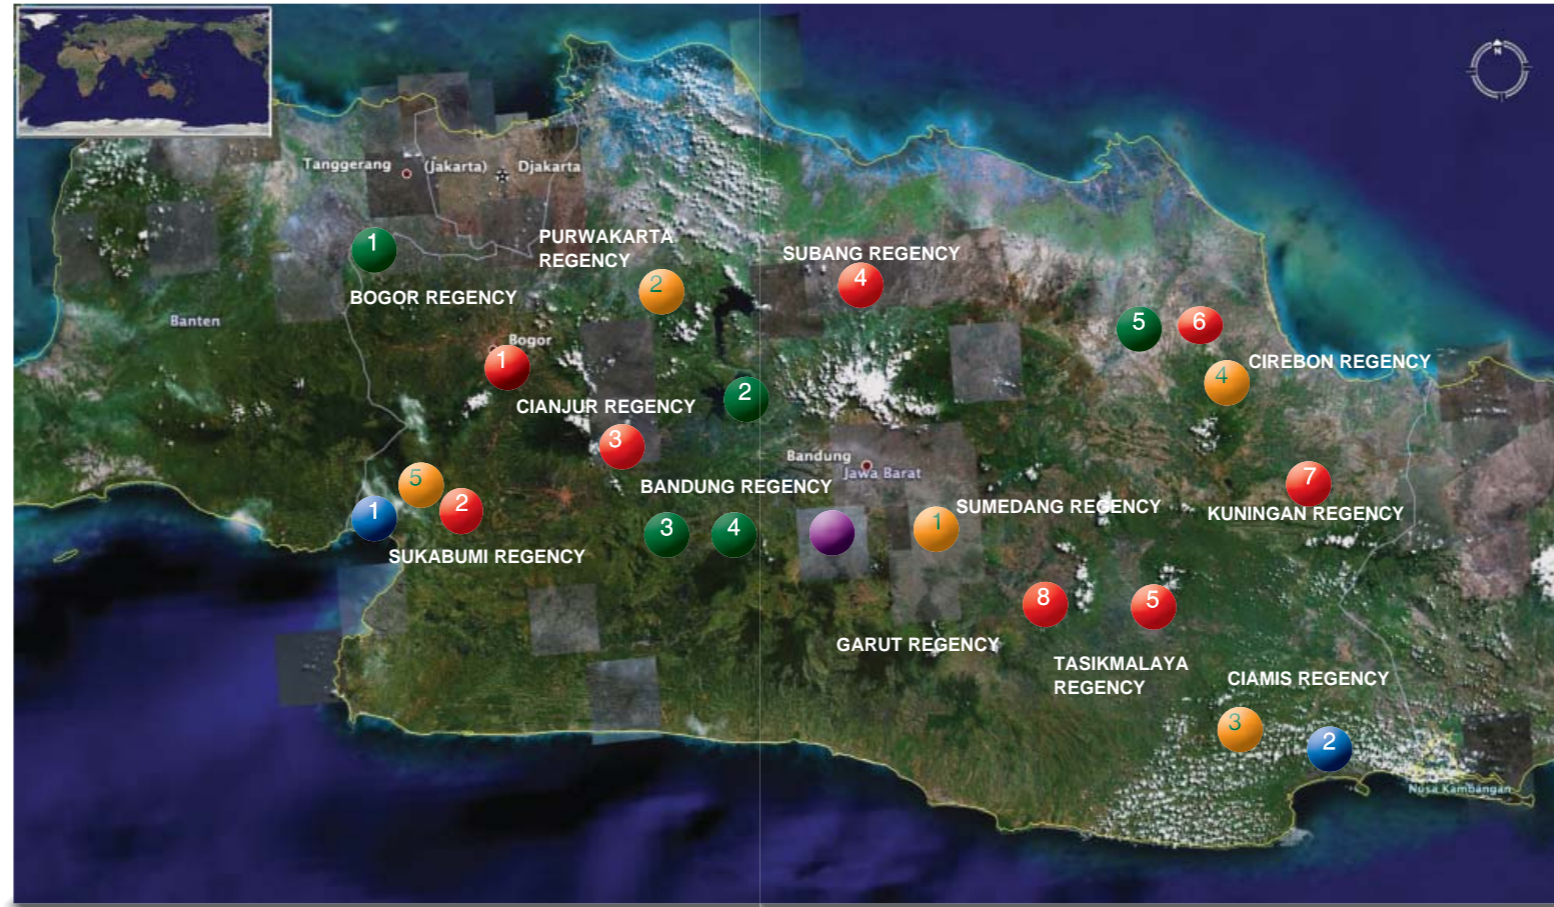 N
Tanggerang
(Jakarta)
Djakarta
1
PURWAKARTA
REGENCY
2
SUBANG REGENCY
4
BOGOR REGENCY
Banten
5
6
Bogor
1
CIREBON REGENCY
4
2
CIANJUR REGENCY
3
Bandung
Jawa Barat
5
BANDUNG REGENCY
7
1
2
SUMEDANG REGENCY
KUNINGAN REGENCY
3
4
1
SUKABUMI REGENCY
8
5
GARUT REGENCY
TASIKMALAYA
REGENCY
CIAMIS REGENCY
3
2
Nusa Kambangan